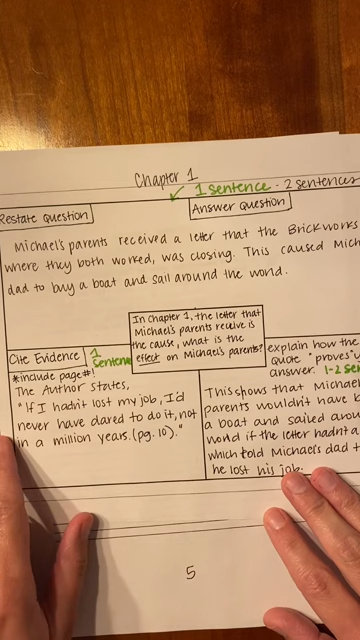 Chapter 1
1 sentence - 2 sentences
Restate Question
Answer Question
Michael's parents received a letter that the Brickworks
where they both worked, was closing. This caused Mich
dad to buy a boat and sail around the world.
In Chapter 1, the letter that
Michael's parents receive is
the cause, what is the
effect on Michael's parents?
Cite Evidence
1
Sentence
*include page#!
The Author states,
"If I hadn't lost my job, I'd
never have dared to do it, not
in a million years. (pg. 10)."
explain how the
quote "proves"
answer. 1-2 sen
This shows that Michael
parents wouldn't have b
a boat and sailed arou
world if the letter hadn't a
which told Michael's dad t
he lost his job.
5